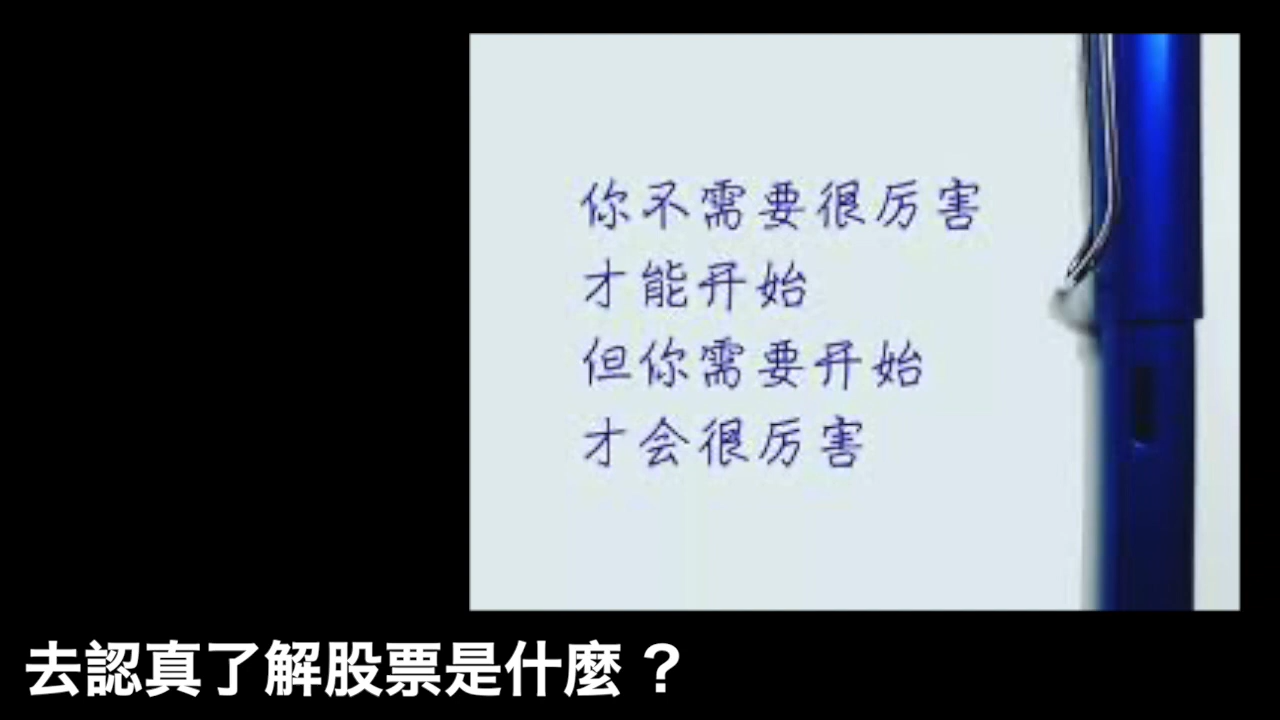 你不需要很厉害
才能开始
但你需要开始
才会很厉害
去認真了解股票是什麼？